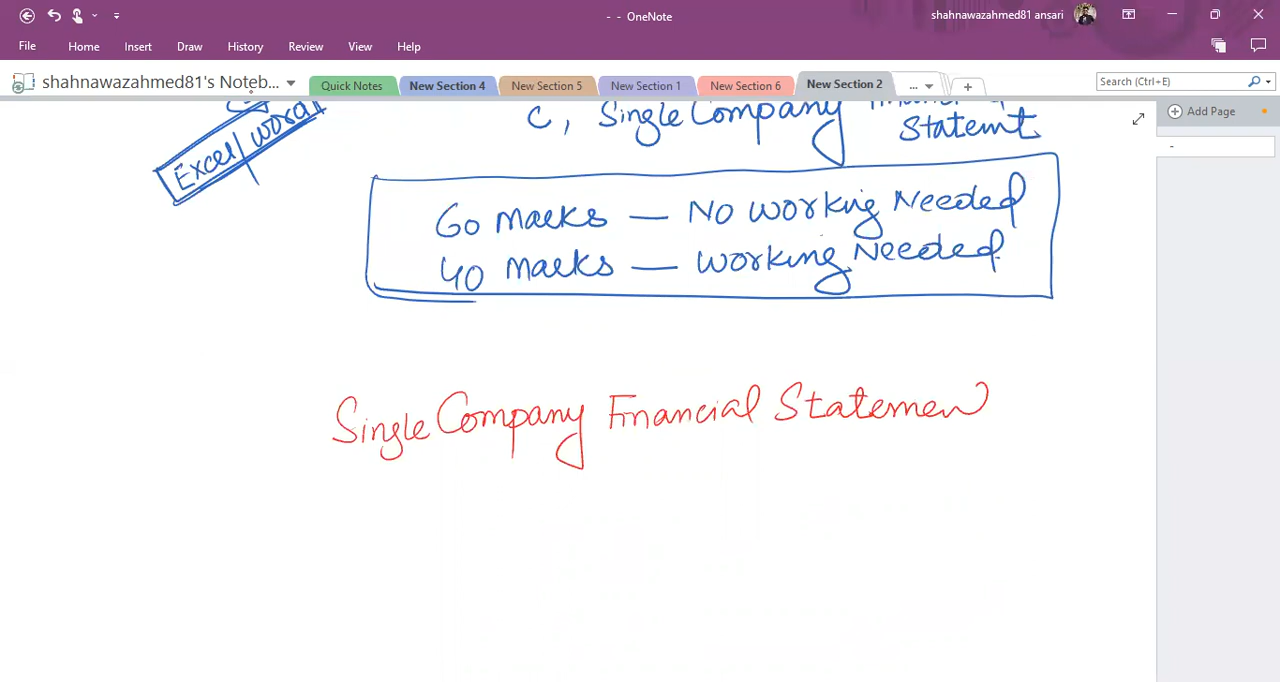 - - OneNote
shahnawazahmed81 ansari
File Home Insert Draw History Review View Help
shahnawazahmed81's Noteb... Quick Notes New Section 4 New Section 5 New Section 1 New Section 6 New Section 2 ... + Search (Ctrl+E)
Add Page
-
Excel/word
C, Single Company
Statemt.
60 Marks — No Working Needed
40 Marks — Working Needed
Single Company Financial Statemen